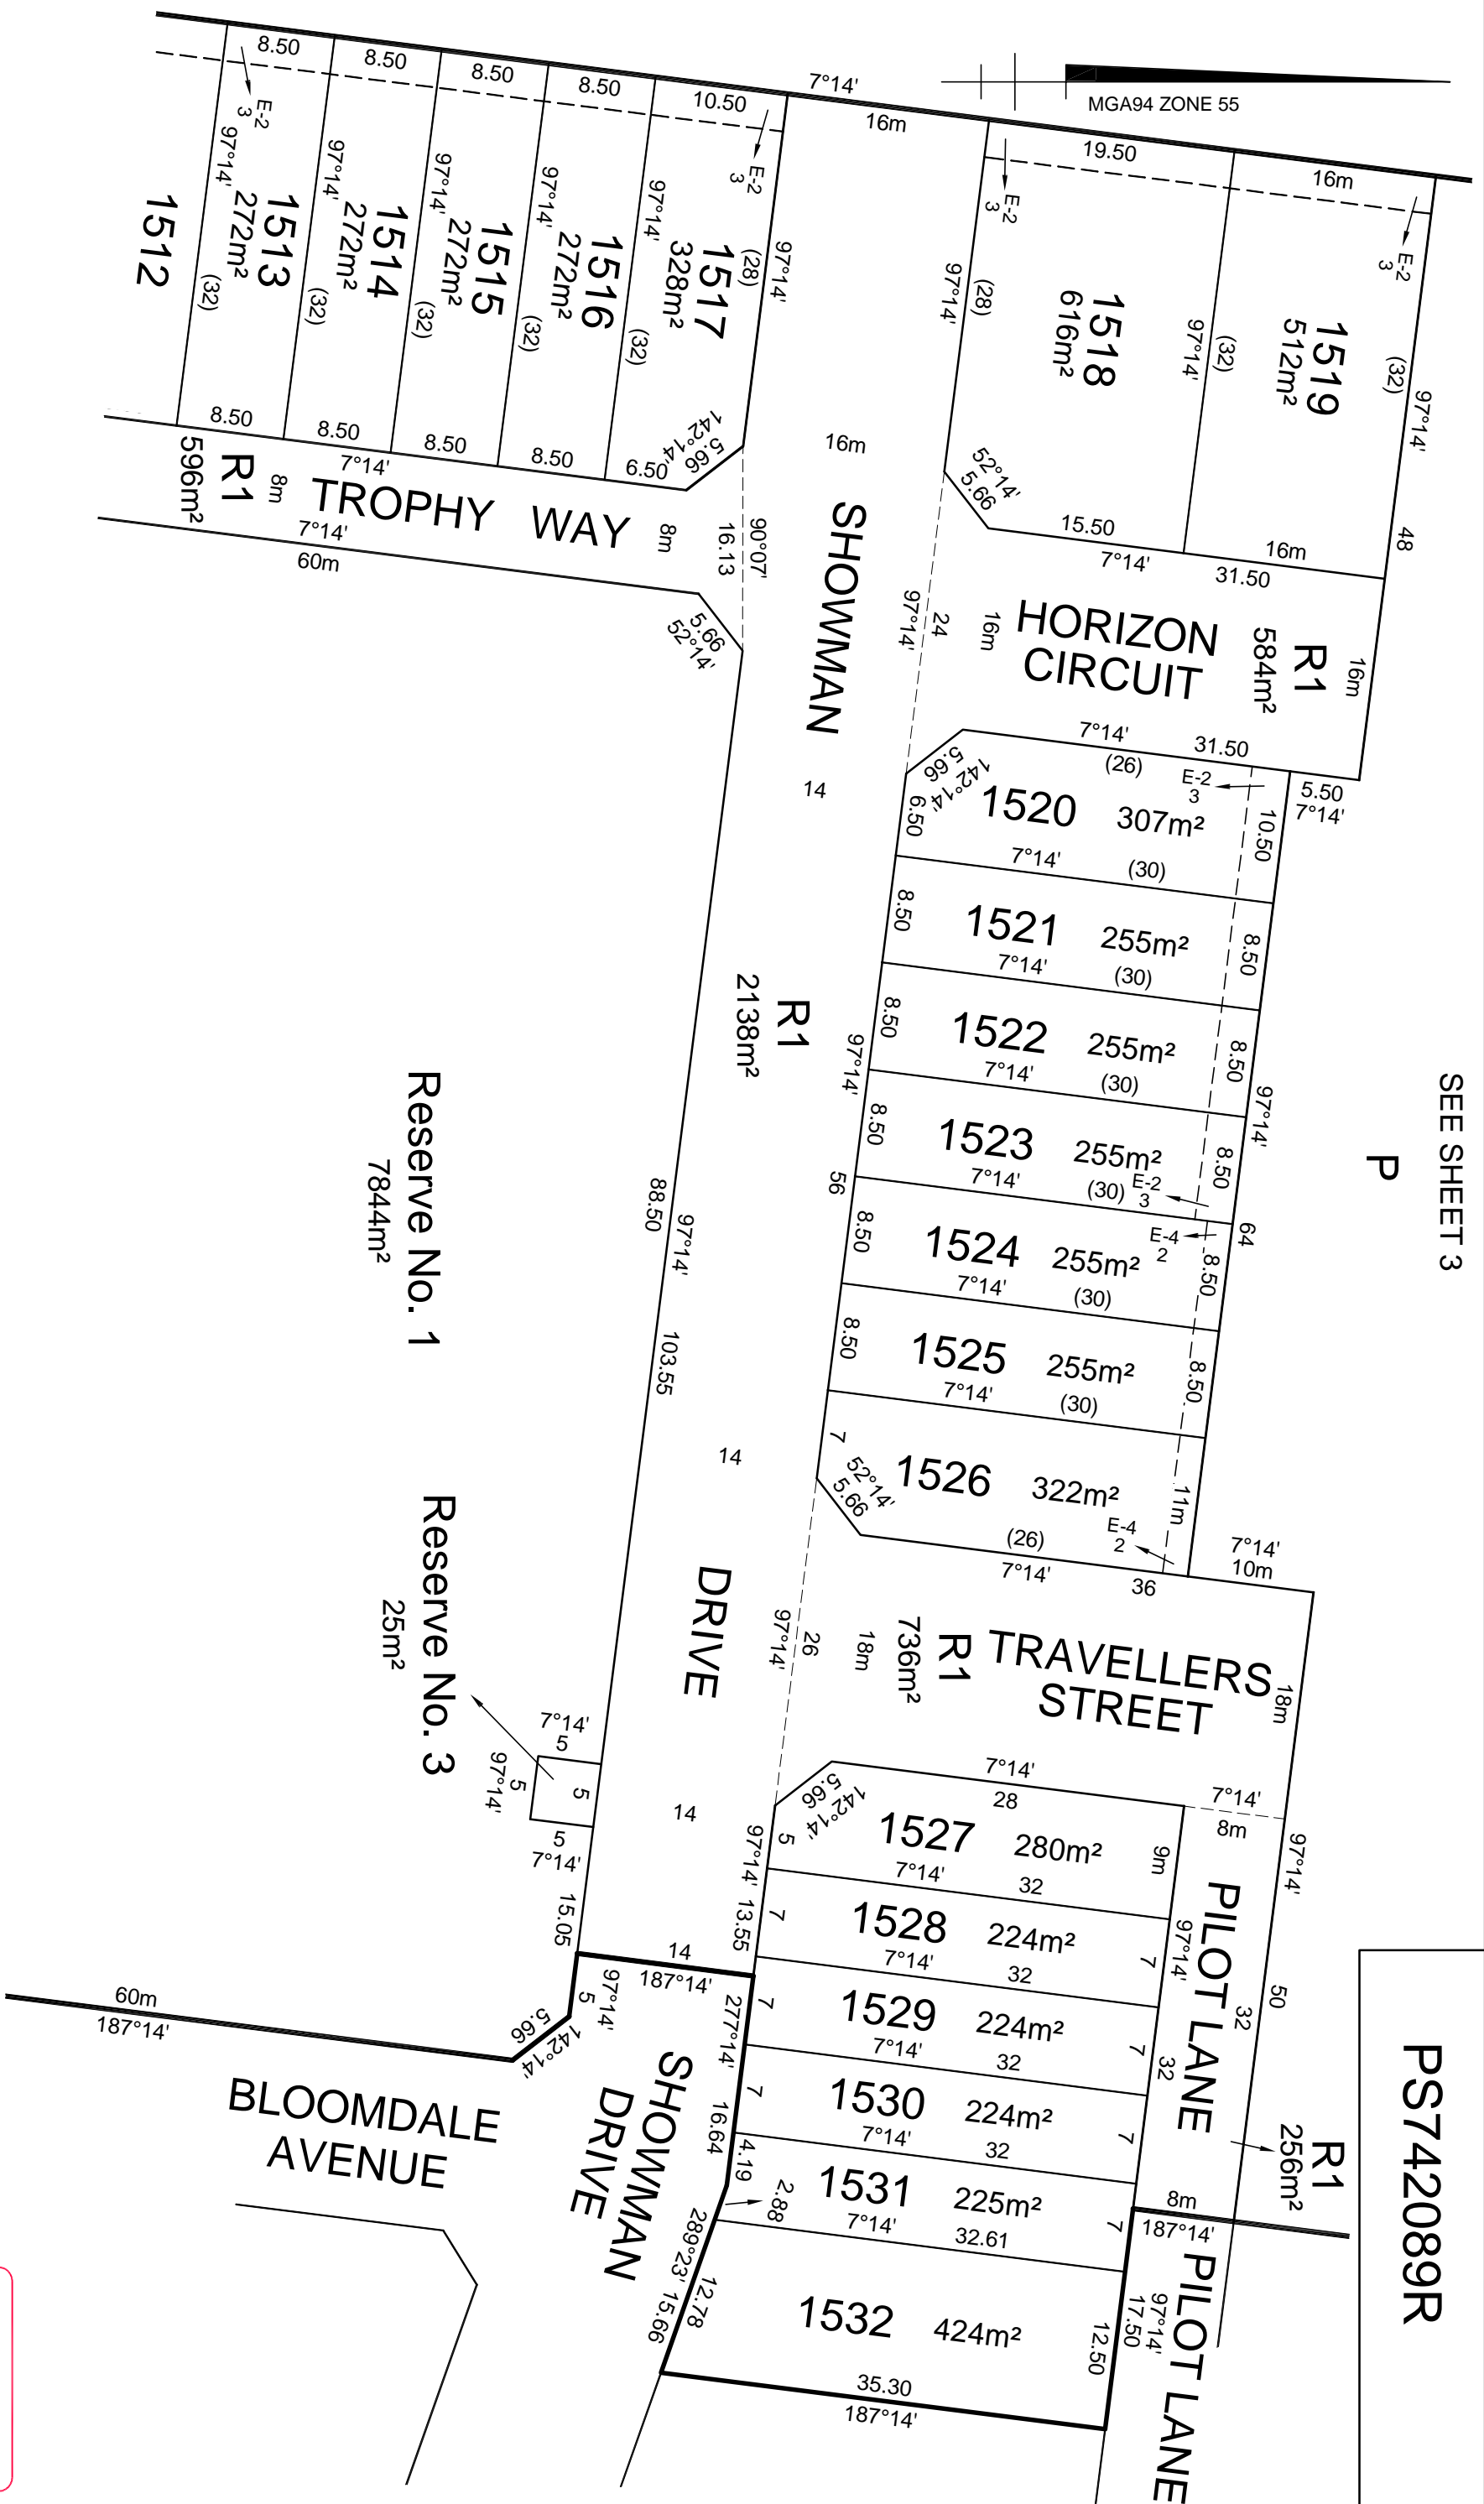 MGA94 ZONE 55
7°14'
8.50
8.50
8.50
8.50
10.50
16m
19.50
16m
E-2
3
E-2
3
E-2
3
E-2
3
1512
97°14'
(32)
1513
272m²
97°14'
(32)
1514
272m²
97°14'
(32)
1515
272m²
97°14'
(32)
1516
272m²
97°14'
(32)
1517
328m²
(28)
97°14'
97°14'
(28)
1518
616m²
97°14'
(32)
1519
512m²
(32)
97°14'
48
8.50
8.50
8.50
8.50
6.50
142°14'
5.66
7°14'
R1
596m²
8m
TROPHY WAY
8m
7°14'
60m
16m
90°07'
16.13
5.66
52°14'
52°14'
5.66
15.50
16m
7°14'
31.50
SHOWMAN
97°14'
24
16m
HORIZON
CIRCUIT
R1
584m²
16m
7°14'
31.50
(26)
5.50
7°14'
142°14'
5.66
E-2
3
14
6.50
1520 307m²
10.50
7°14'
(30)
8.50
1521 255m²
8.50
7°14'
(30)
8.50
1522 255m²
8.50
7°14'
(30)
97°14'
97°14'
8.50
1523 255m²
8.50
7°14'
(30)
E-2
3
56
64
8.50
1524 255m²
8.50
E-4
2
7°14'
(30)
8.50
1525 255m²
8.50
7°14'
(30)
7
1526 322m²
11m
52°14'
5.66
(26)
E-4
2
7°14'
36
7°14'
10m
SEE SHEET 3
P
R1
2138m²
Reserve No. 1
7844m²
88.50
97°14'
103.55
14
DRIVE
97°14'
26
18m
R1
736m²
TRAVELLERS
STREET
18m
Reserve No. 3
25m²
7°14'
5
5
5
97°14'
5
7°14'
14
7°14'
28
7°14'
8m
97°14'
142°14'
5.66
5
1527 280m²
9m
7°14'
32
97°14'
13.55
7
1528 224m²
7
97°14'
7°14'
32
7
1529 224m²
7
7°14'
32
32
7
1530 224m²
7
7°14'
32
4.19
2.88
1531 225m²
7
7°14'
32.61
12.78
1532 424m²
12.50
35.30
187°14'
PILOT LANE
50
32
R1
256m²
8m
187°14'
PILOT LANE
97°14'
17.50
15.05
14
187°14'
97°14'
5
142°14'
5.66
277°14'
16.64
289°23'
15.66
SHOWMAN
DRIVE
60m
187°14'
BLOOMDALE
AVENUE
PS742089R